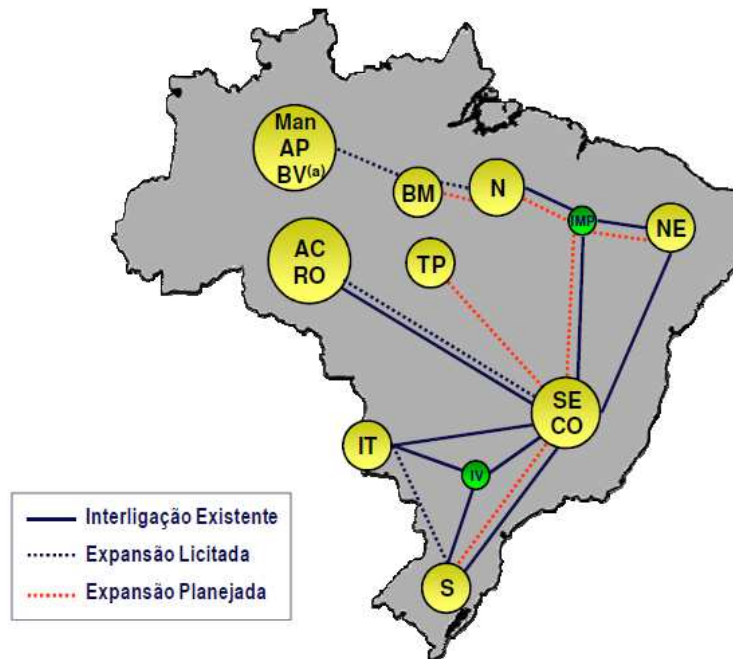 Man
AP
BV(a)
BM
N
IMP
NE
AC
RO
TP
SE
CO
IT
IV
S
Interligação Existente
Expansão Licitada
Expansão Planejada